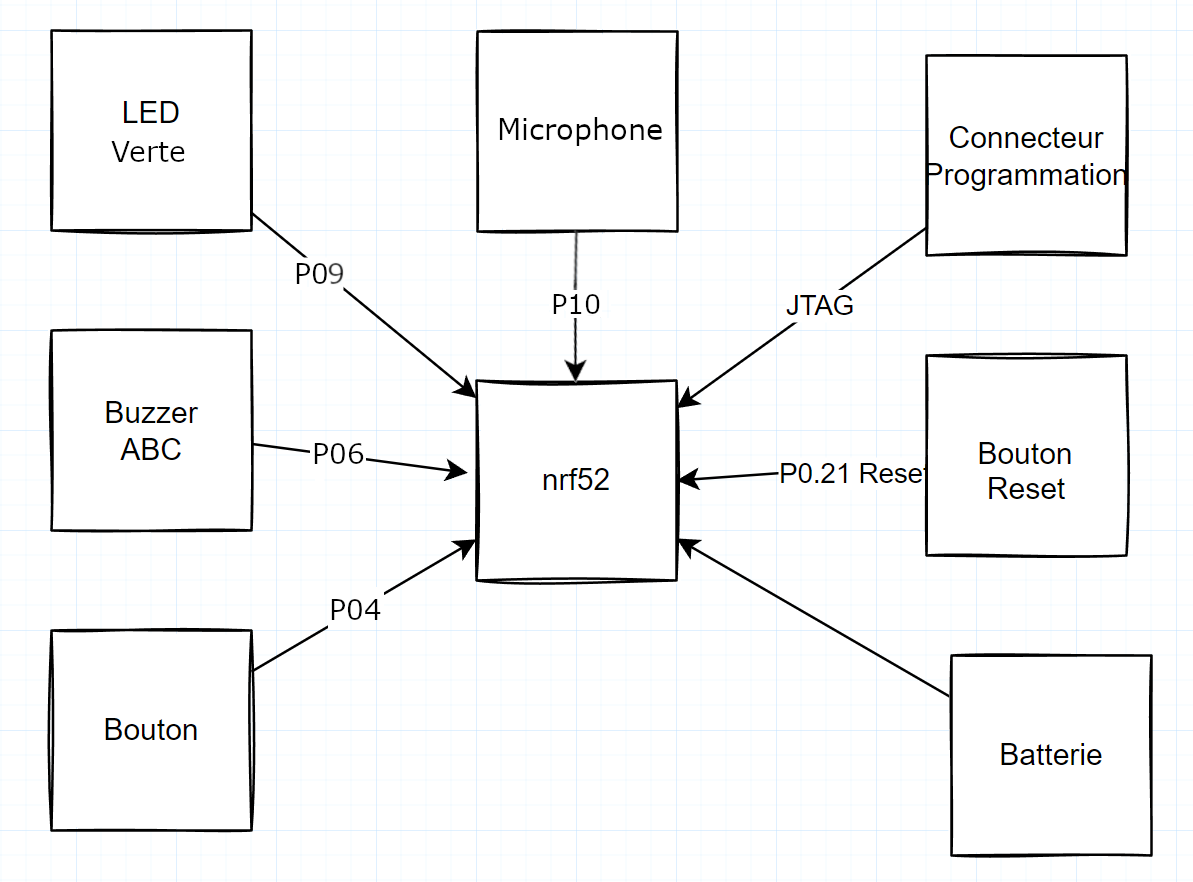 LED
Verte
Microphone
Connecteur
Programmation
P09
P10
JTAG
Buzzer
ABC
P06
nrf52
P0.21 Reset
Bouton
Reset
P04
Bouton
Batterie